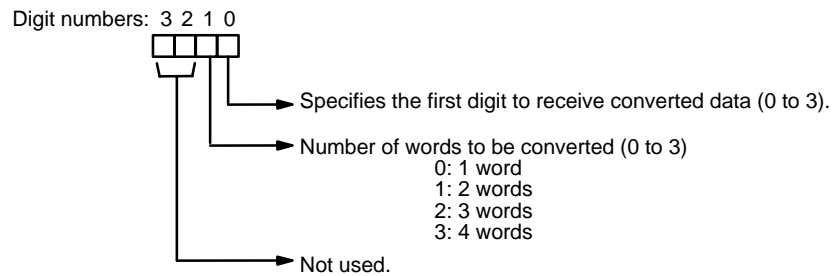 Digit numbers: 3 2 1 0
Specifies the first digit to receive converted data (0 to 3).
Number of words to be converted (0 to 3)
0: 1 word
1: 2 words
2: 3 words
3: 4 words
Not used.